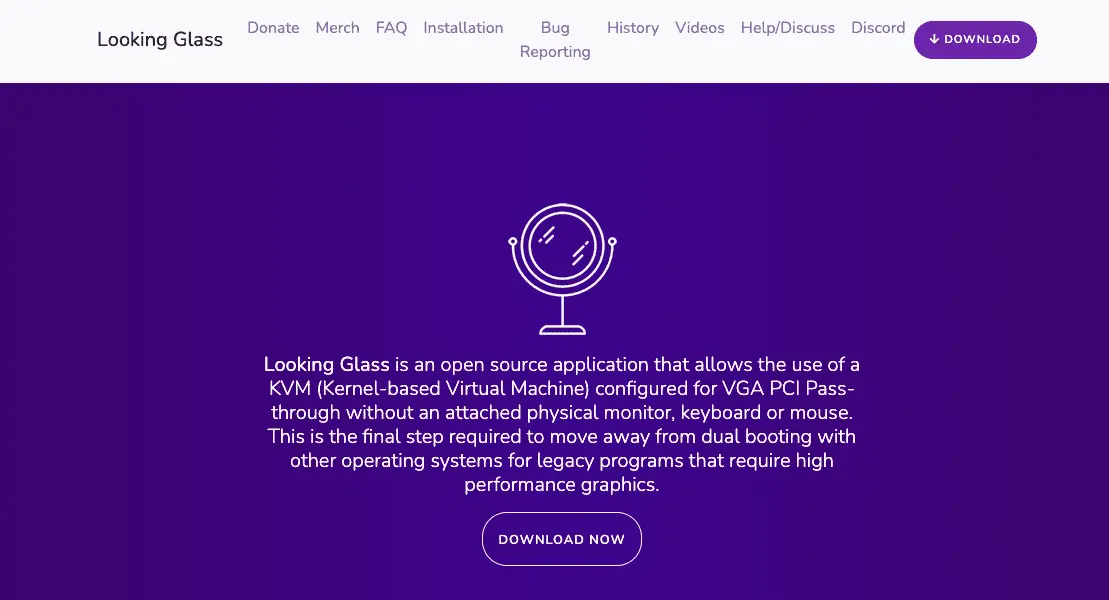 Looking Glass
Donate
Merch
FAQ
Installation
Bug
Reporting
History
Videos
Help/Discuss
Discord
DOWNLOAD
Looking Glass is an open source application that allows the use of a
KVM (Kernel-based Virtual Machine) configured for VGA PCI Pass-
through without an attached physical monitor, keyboard or mouse.
This is the final step required to move away from dual booting with
other operating systems for legacy programs that require high
performance graphics.
DOWNLOAD NOW